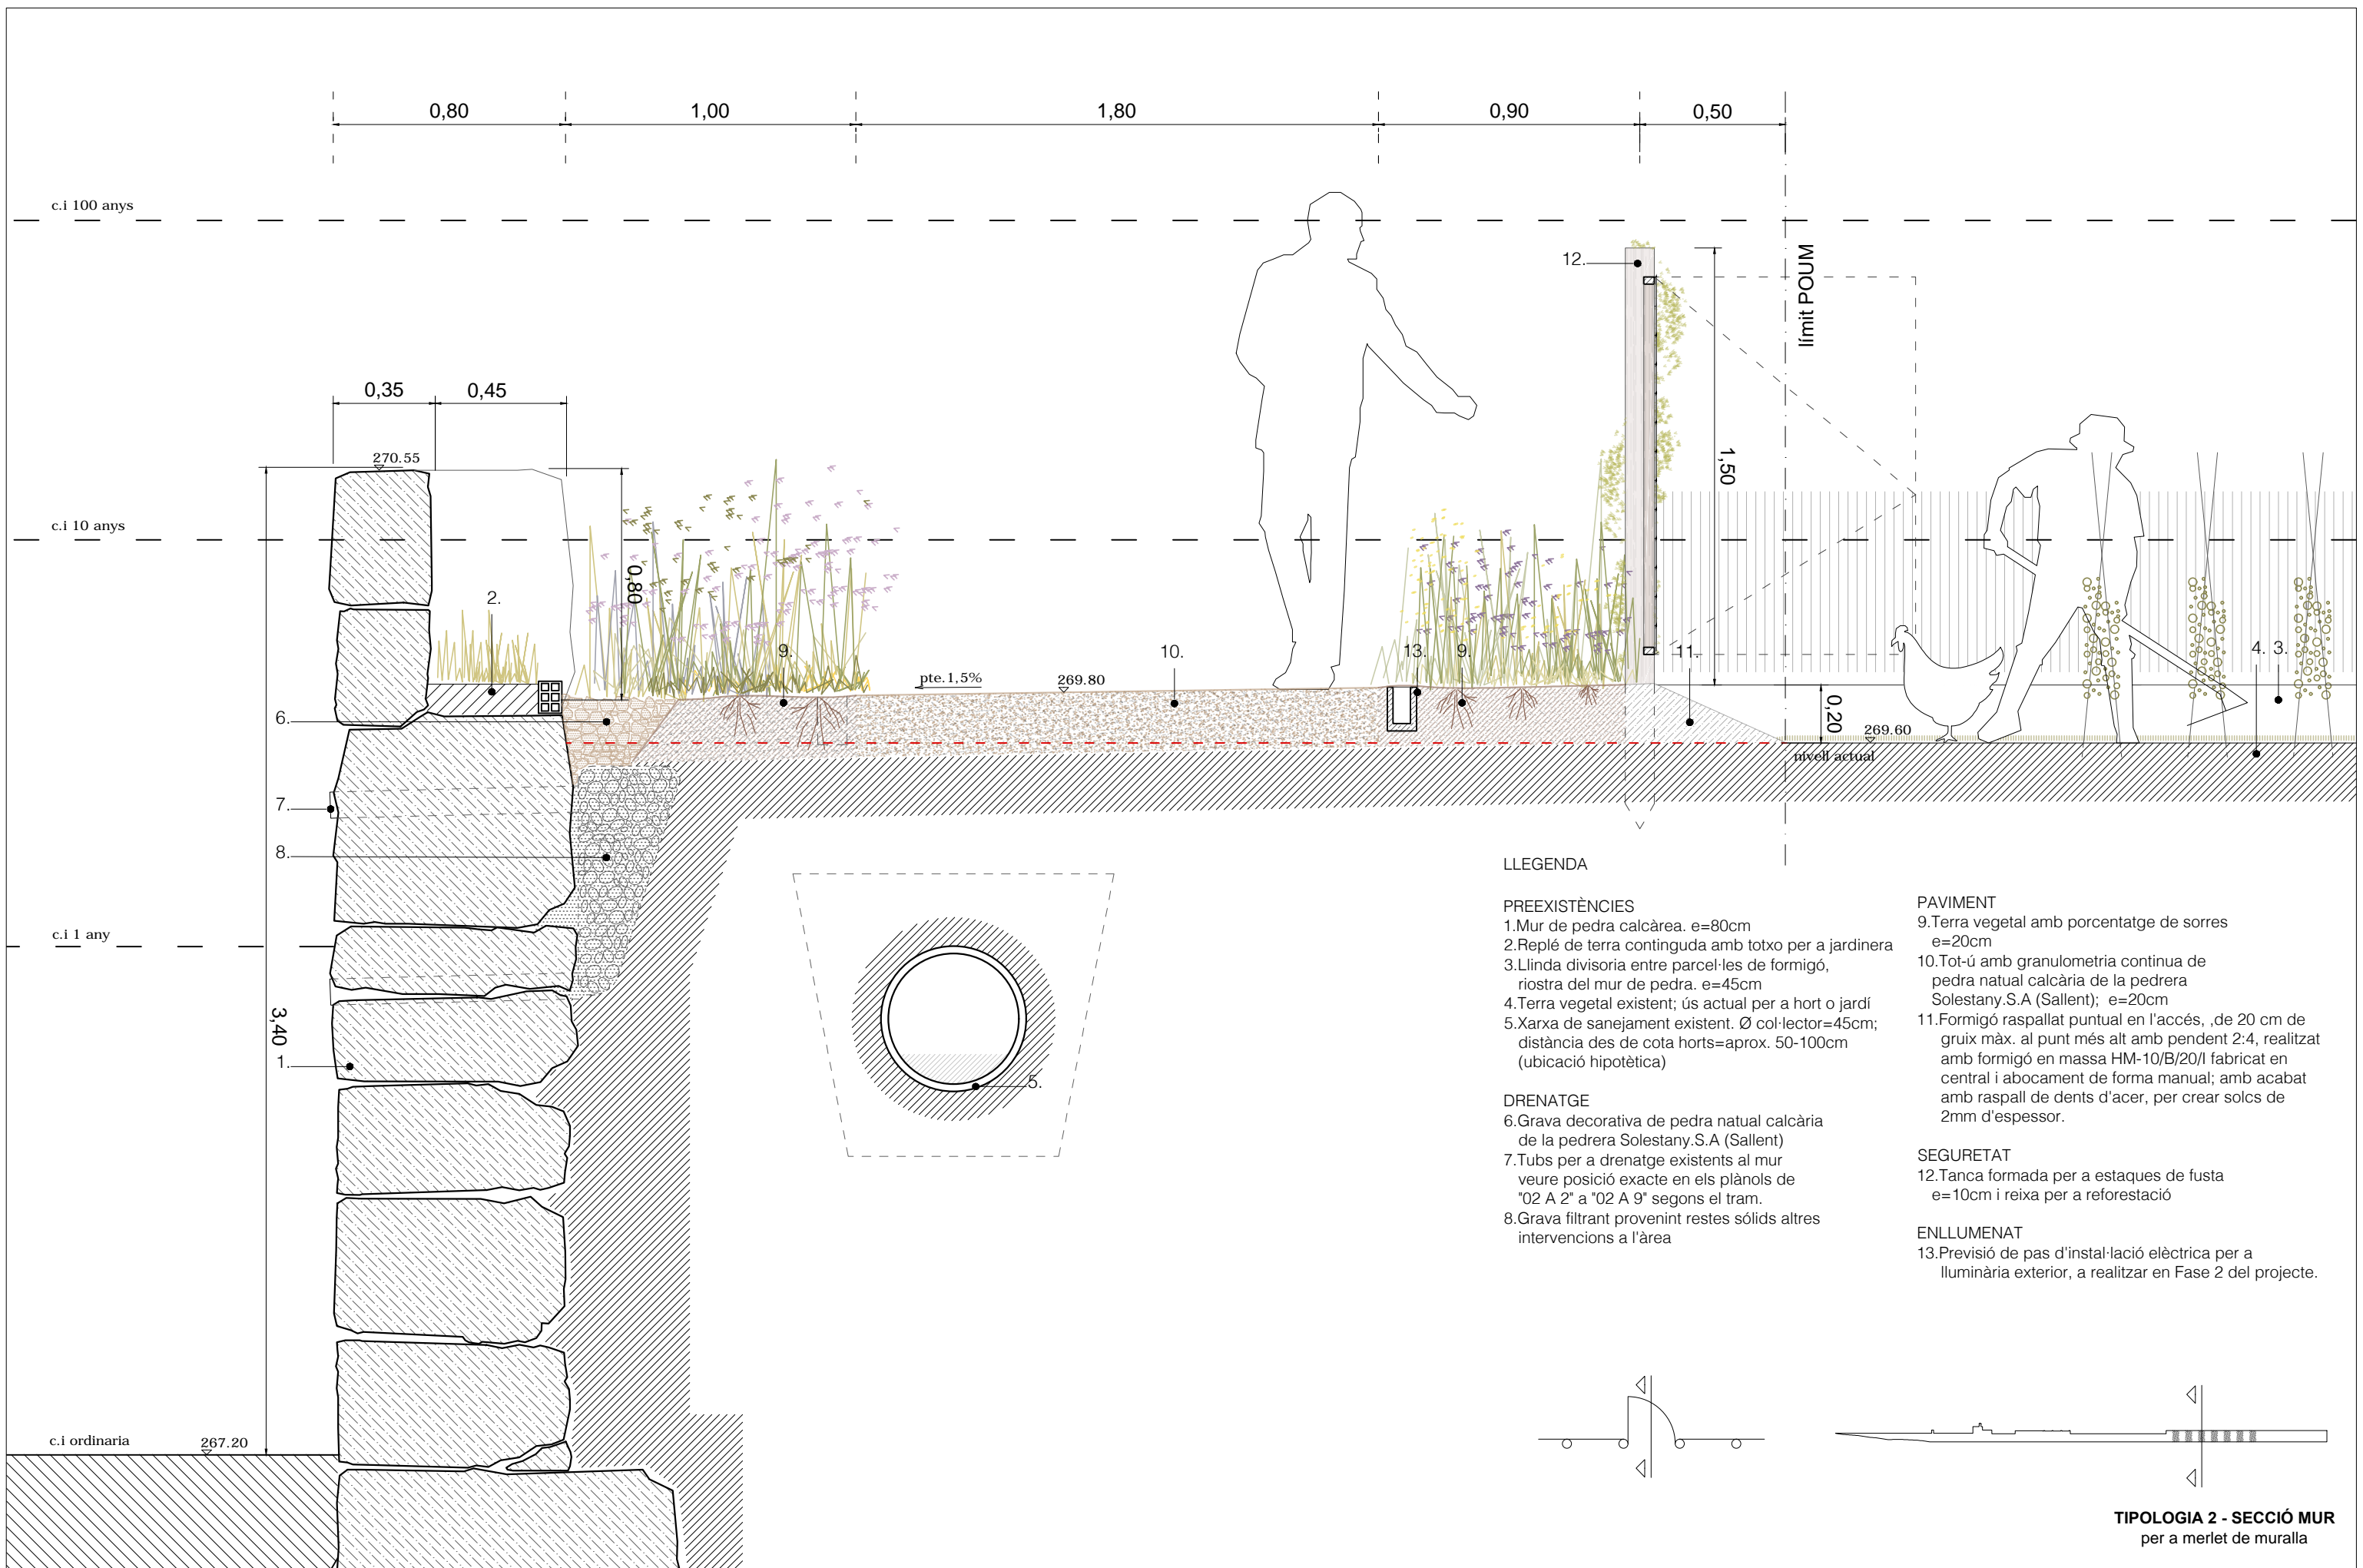 0,80
1,00
1,80
0,90
0,50
c.i 100 anys
12.
límit POUM
0,35
0,45
270.55
1,50
c.i 10 anys
0,80
2.
9.
10.
13.
9.
11.
4.
3.
pte.1,5%
269.80
6.
0,20
269.60
nivell actual
7.
8.
c.i 1 any
3,40
1.
5.
c.i ordinaria
267.20
LLEGENDA
PREEXISTÈNCIES
1.Mur de pedra calcàrea. e=80cm
2.Replé de terra continguda amb totxo per a jardinera
3.Llinda divisoria entre parcel·les de formigó,
riostra del mur de pedra. e=45cm
4.Terra vegetal existent; ús actual per a hort o jardí
5.Xarxa de sanejament existent. Ø col·lector=45cm;
distància des de cota horts=aprox. 50-100cm
(ubicació hipotètica)
DRENATGE
6.Grava decorativa de pedra natual calcària
de la pedrera Solestany.S.A (Sallent)
7.Tubs per a drenatge existents al mur
veure posició exacte en els plànols de
"02 A 2" a "02 A 9" segons el tram.
8.Grava filtrant provenint restes sólids altres
intervencions a l'àrea
PAVIMENT
9.Terra vegetal amb porcentatge de sorres
e=20cm
10.Tot-ú amb granulometria continua de
pedra natual calcària de la pedrera
Solestany.S.A (Sallent); e=20cm
11.Formigó raspallat puntual en l'accés, ,de 20 cm de
gruix màx. al punt més alt amb pendent 2:4, realitzat
amb formigó en massa HM-10/B/20/I fabricat en
central i abocament de forma manual; amb acabat
amb raspall de dents d'acer, per crear solcs de
2mm d'espessor.
SEGURETAT
12.Tanca formada per a estaques de fusta
e=10cm i reixa per a reforestació
ENLLUMENAT
13.Previsió de pas d'instal·lació elèctrica per a
lluminària exterior, a realitzar en Fase 2 del projecte.
TIPOLOGIA 2 - SECCIÓ MUR
per a merlet de muralla